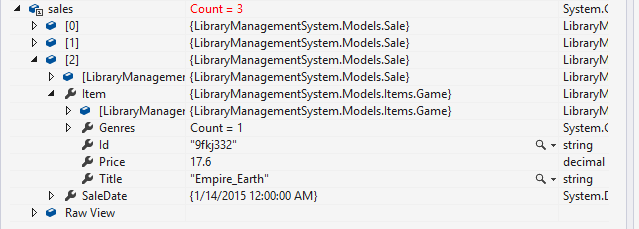 sales Count = 3 System.C
[0] {LibraryManagementSystem.Models.Sale} LibraryM
[1] {LibraryManagementSystem.Models.Sale} LibraryM
[2] {LibraryManagementSystem.Models.Sale} LibraryM
[LibraryManagemen {LibraryManagementSystem.Models.Sale} LibraryM
Item {LibraryManagementSystem.Models.Items.Game} LibraryM
[LibraryManag {LibraryManagementSystem.Models.Items.Game} LibraryM
Genres Count = 1 System.C
Id "9fkj332" string
Price 17.6 decimal
Title "Empire_Earth" string
SaleDate {1/14/2015 12:00:00 AM} System.D
Raw View